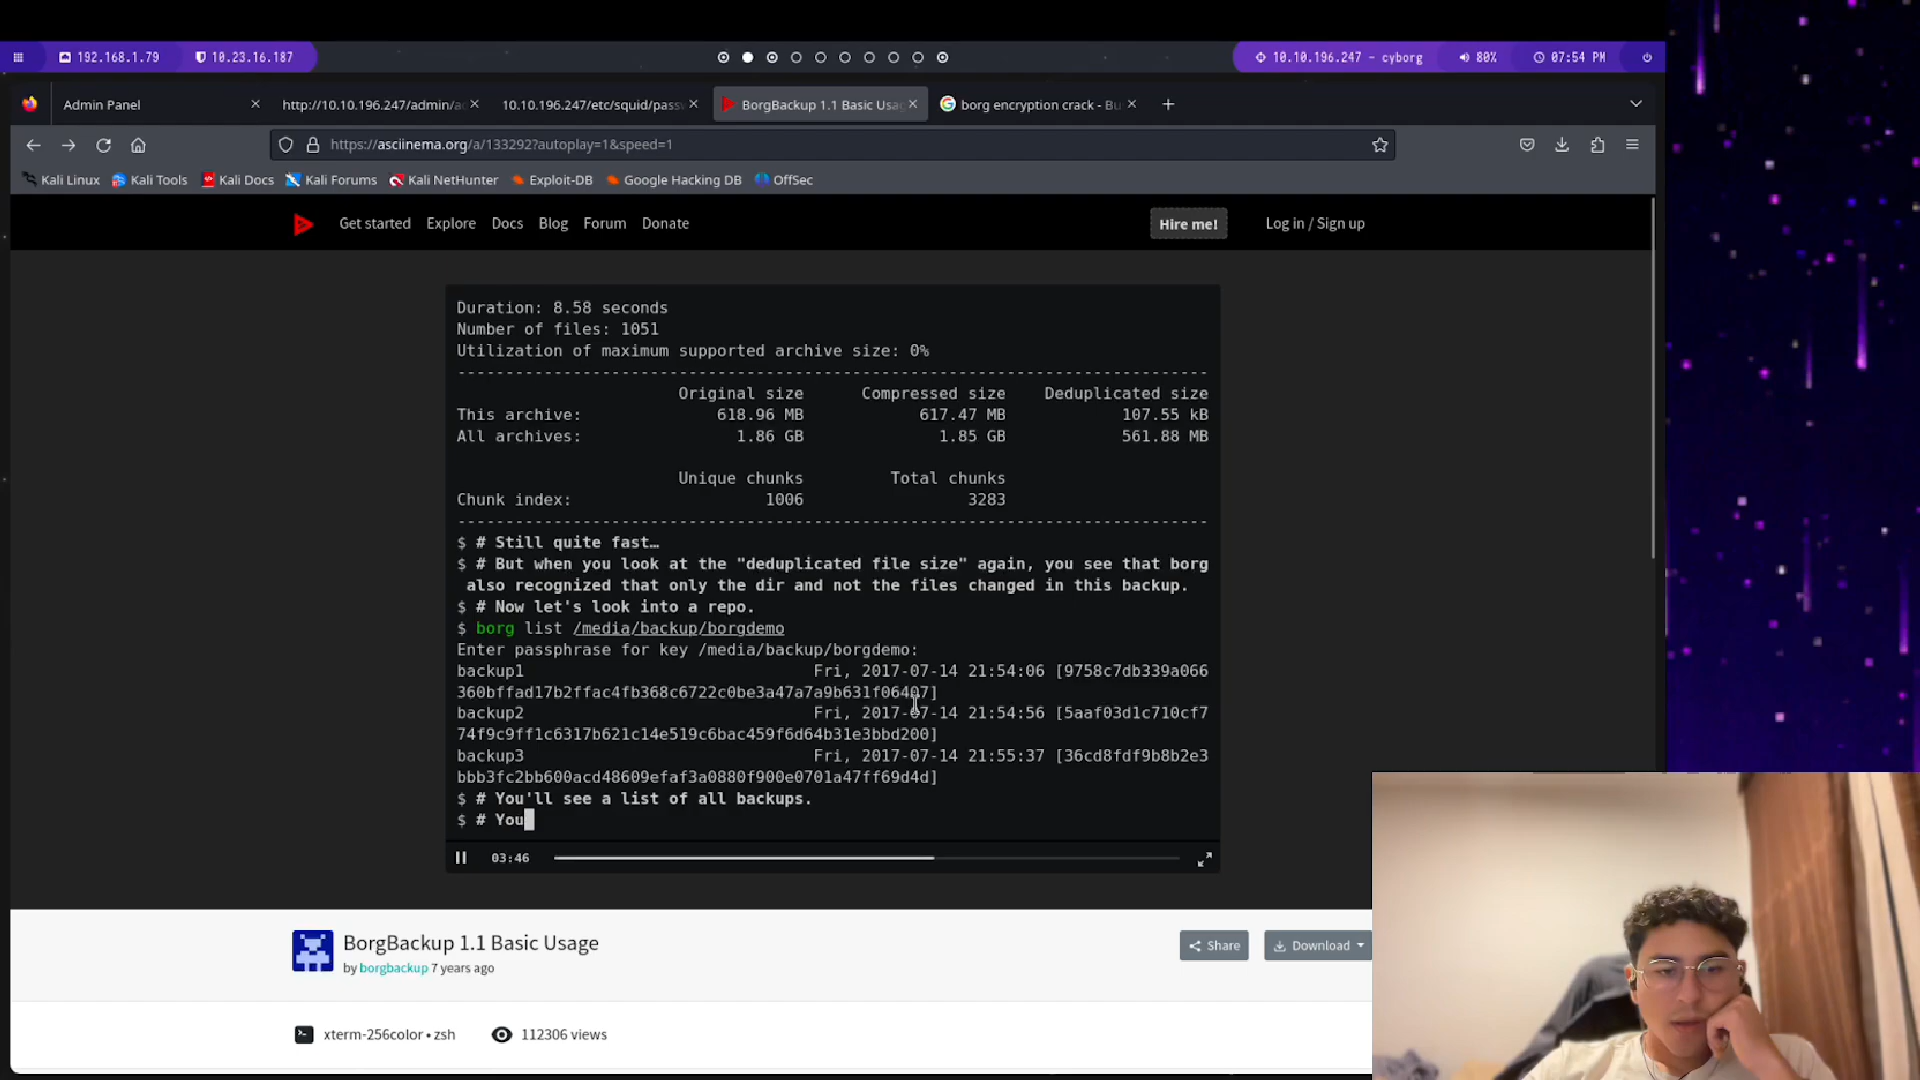 192.168.1.79
10.23.16.187
10.10.196.247 - cyborg
80%
07:54 PM
Admin Panel
http://10.10.196.247/admin/a
10.10.196.247/etc/squid/pass
BorgBackup 1.1 Basic Usa
borg encryption crack - Bu
https://asciinema.org/a/133292?autoplay=1&speed=1
Kali Linux
Kali Tools
Kali Docs
Kali Forums
Kali NetHunter
Exploit-DB
Google Hacking DB
OffSec
Get started
Explore
Docs
Blog
Forum
Donate
Hire me!
Log in / Sign up
Duration: 8.58 seconds
Number of files: 1051
Utilization of maximum supported archive size: 0%
--------------------------------------------------------------------------------
Original size Compressed size Deduplicated size
This archive: 618.96 MB 617.47 MB 107.55 kB
All archives: 1.86 GB 1.85 GB 561.88 MB
Unique chunks Total chunks
Chunk index: 1006 3283
--------------------------------------------------------------------------------
$ # Still quite fast…
$ # But when you look at the "deduplicated file size" again, you see that borg
also recognized that only the dir and not the files changed in this backup.
$ # Now let's look into a repo.
$ borg list /media/backup/borgdemo
Enter passphrase for key /media/backup/borgdemo:
backup1 Fri, 2017-07-14 21:54:06 [9758c7db339a066
360bffad17b2ffac4fb368c6722c0be3a47a7a9b631f06407]
backup2 Fri, 2017-07-14 21:54:56 [5aaf03d1c710cf7
74f9c9ff1c6317b621c14e519c6bac459f6d64b31e3bbd200]
backup3 Fri, 2017-07-14 21:55:37 [36cd8fdf9b8b2e3
bbb3fc2bb600acd48609efaf3a0880f900e0701a47ff69d4d]
$ # You'll see a list of all backups.
$ # You
03:46
BorgBackup 1.1 Basic Usage
by borgbackup 7 years ago
Share
Download
xterm-256color • zsh
112306 views